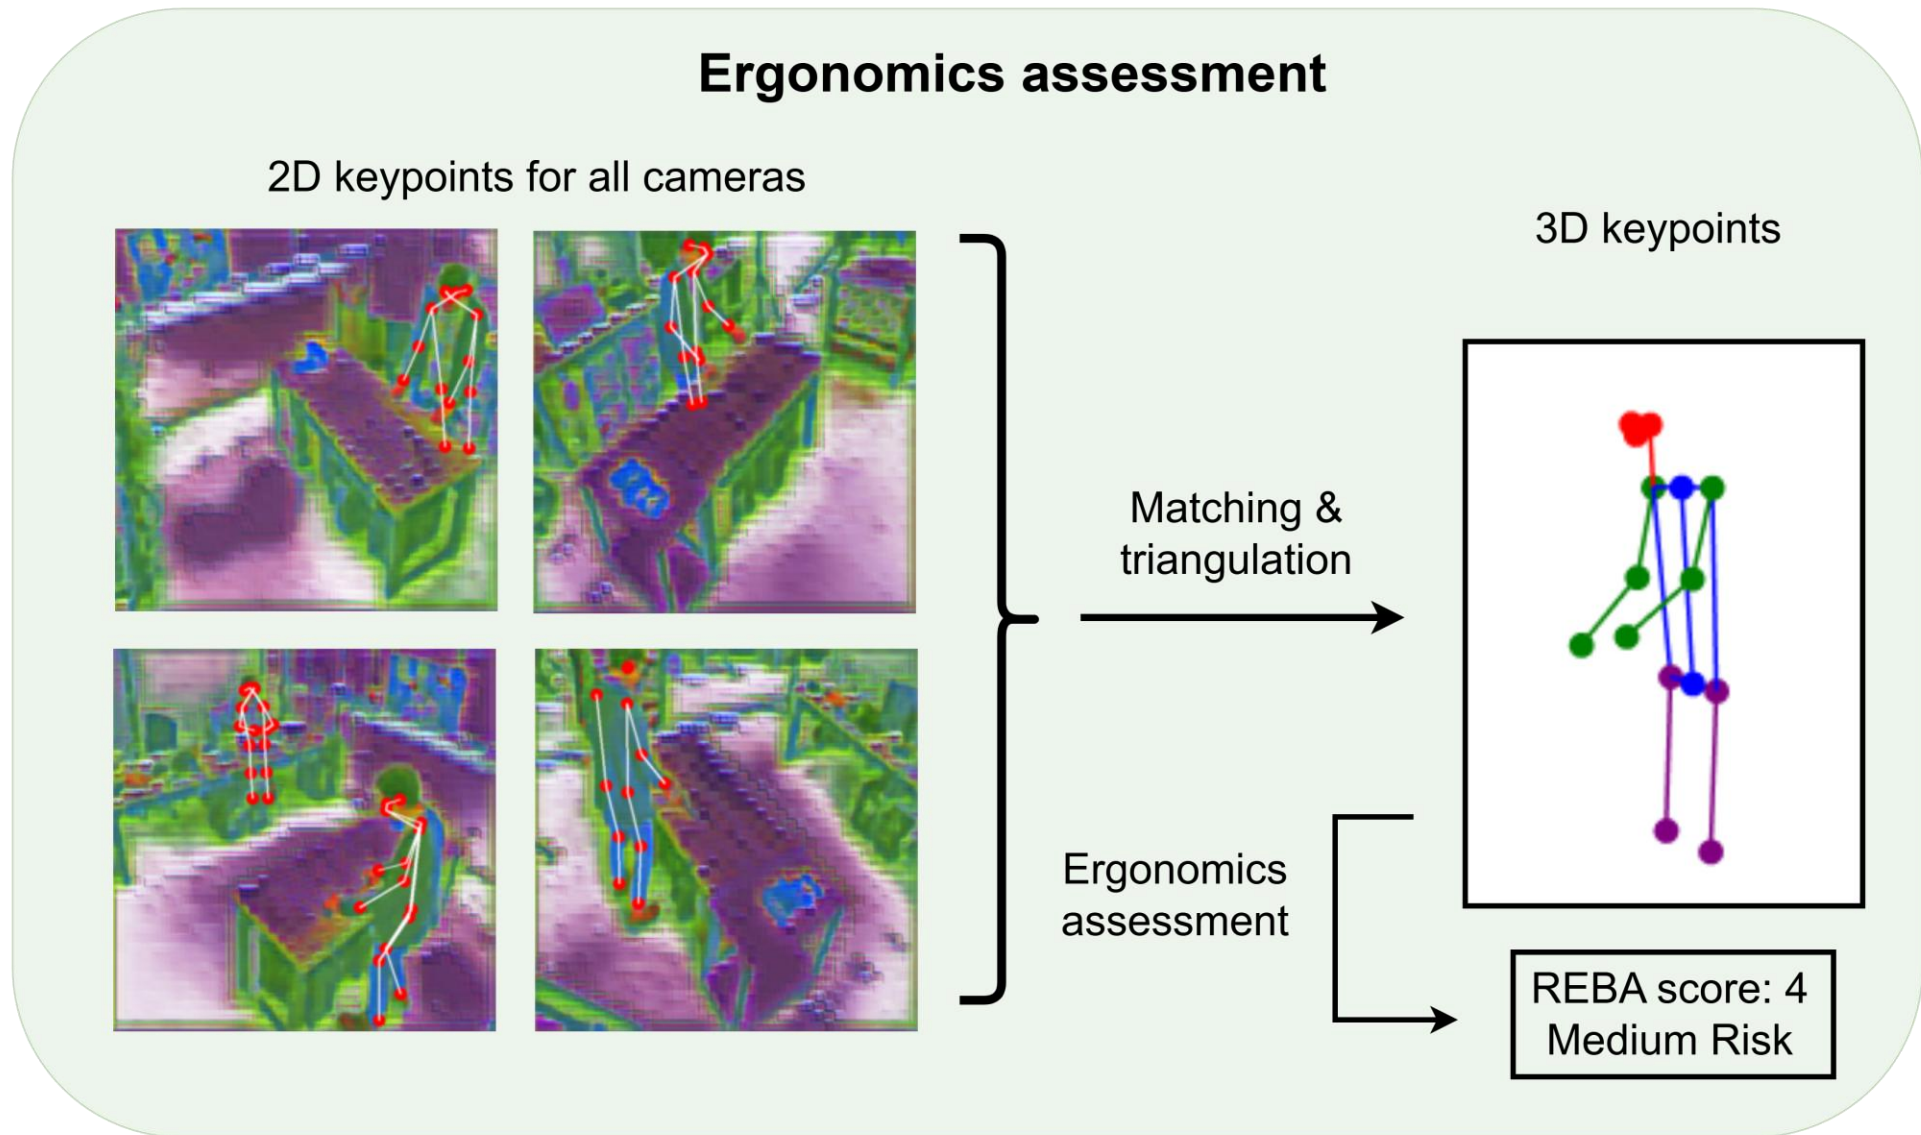 Ergonomics assessment
2D keypoints for all cameras
3D keypoints
Matching &
triangulation
Ergonomics
assessment
REBA score: 4
Medium Risk